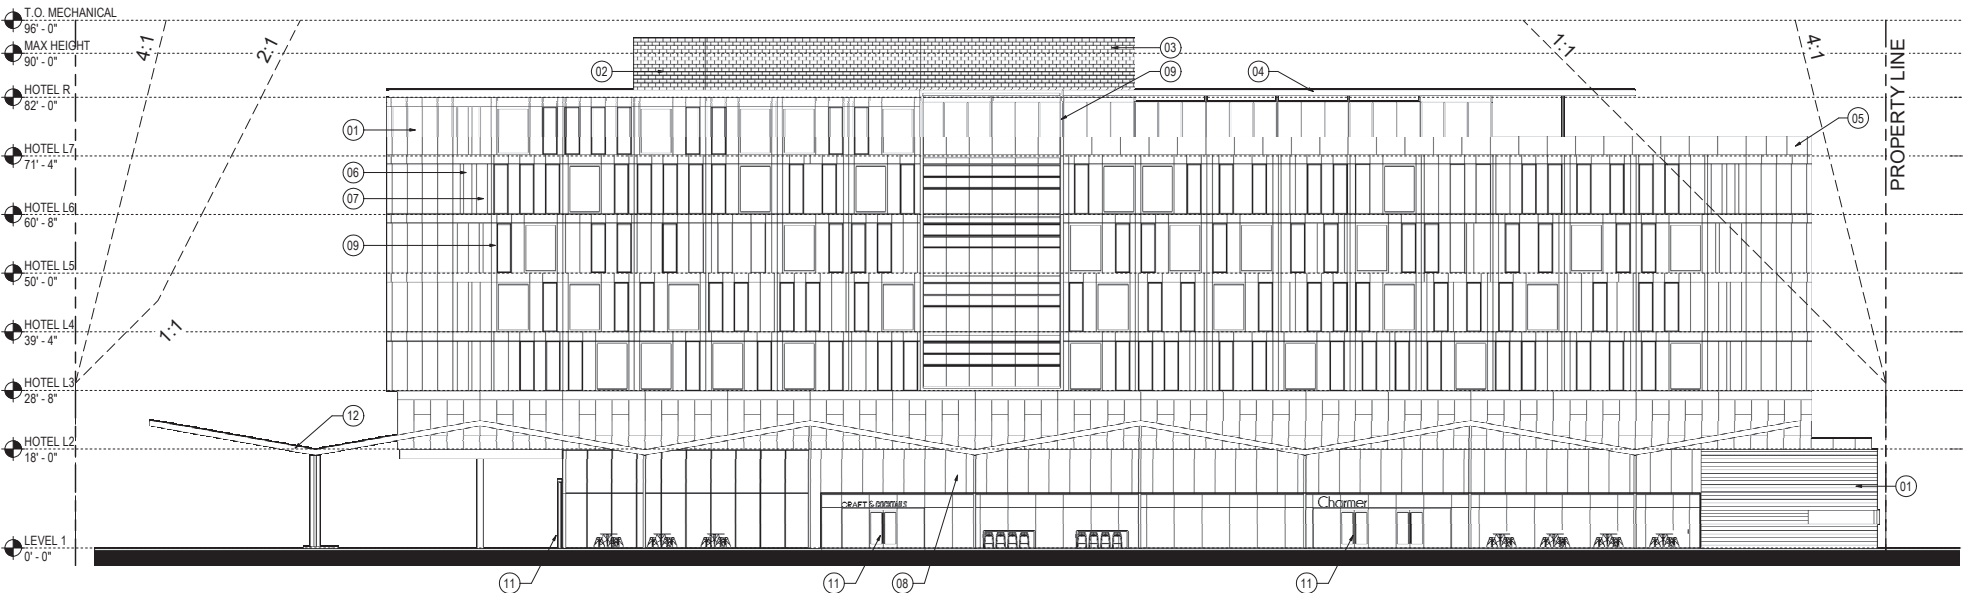 T.O. MECHANICAL
96' - 0"
MAX HEIGHT
90' - 0"
HOTEL R
82' - 0"
HOTEL L7
71' - 4"
HOTEL L6
60' - 8"
HOTEL L5
50' - 0"
HOTEL L4
39' - 4"
HOTEL L3
28' - 8"
HOTEL L2
18' - 0"
LEVEL 1
0' - 0"
4:1
2:1
1:1
1:1
4:1
PROPERTY LINE
02
03
09
04
01
05
06
07
09
12
01
CRAFT & COCKTAILS
Charmer
11
11
08
11